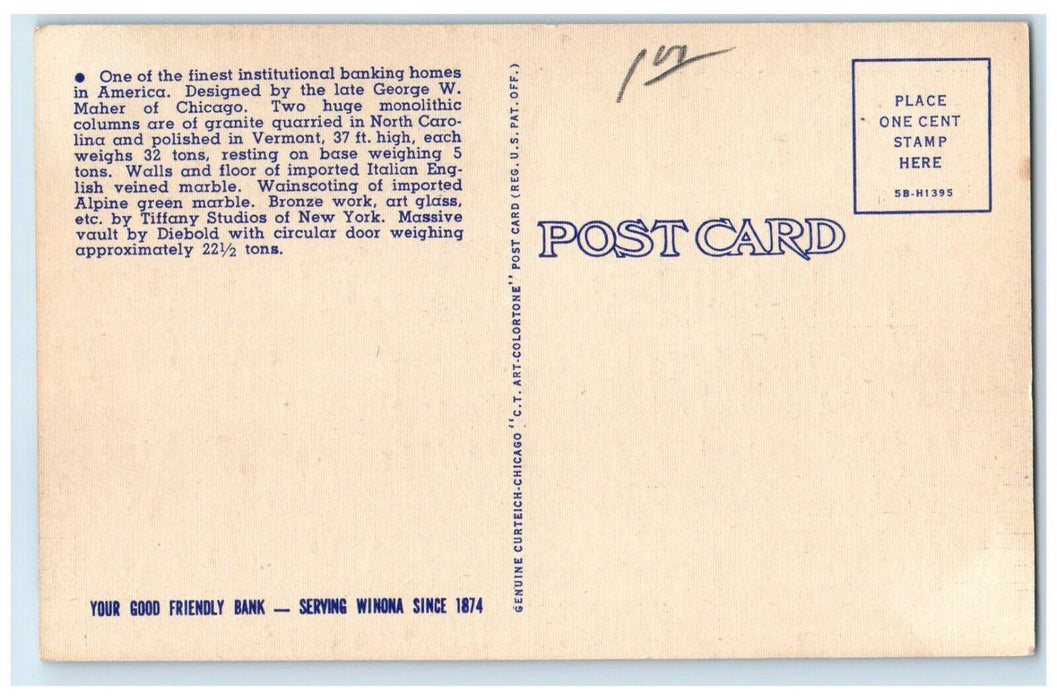 ● One of the finest institutional banking homes
in America. Designed by the late George W.
Maher of Chicago. Two huge monolithic
columns are of granite quarried in North Caro-
lina and polished in Vermont, 37 ft. high, each
weighs 32 tons, resting on base weighing 5
tons. Walls and floor of imported Italian Eng-
lish veined marble. Wainscoting of imported
Alpine green marble. Bronze work, art glass,
etc. by Tiffany Studios of New York. Massive
vault by Diebold with circular door weighing
approximately 22½ tons.
YOUR GOOD FRIENDLY BANK — SERVING WINONA SINCE 1874
GENUINE CURTEICH-CHICAGO "C.T. ART-COLORTONE" POST CARD (REG. U.S. PAT. OFF.)
1 00
POST CARD
PLACE
ONE CENT
STAMP
HERE
5B-H1395